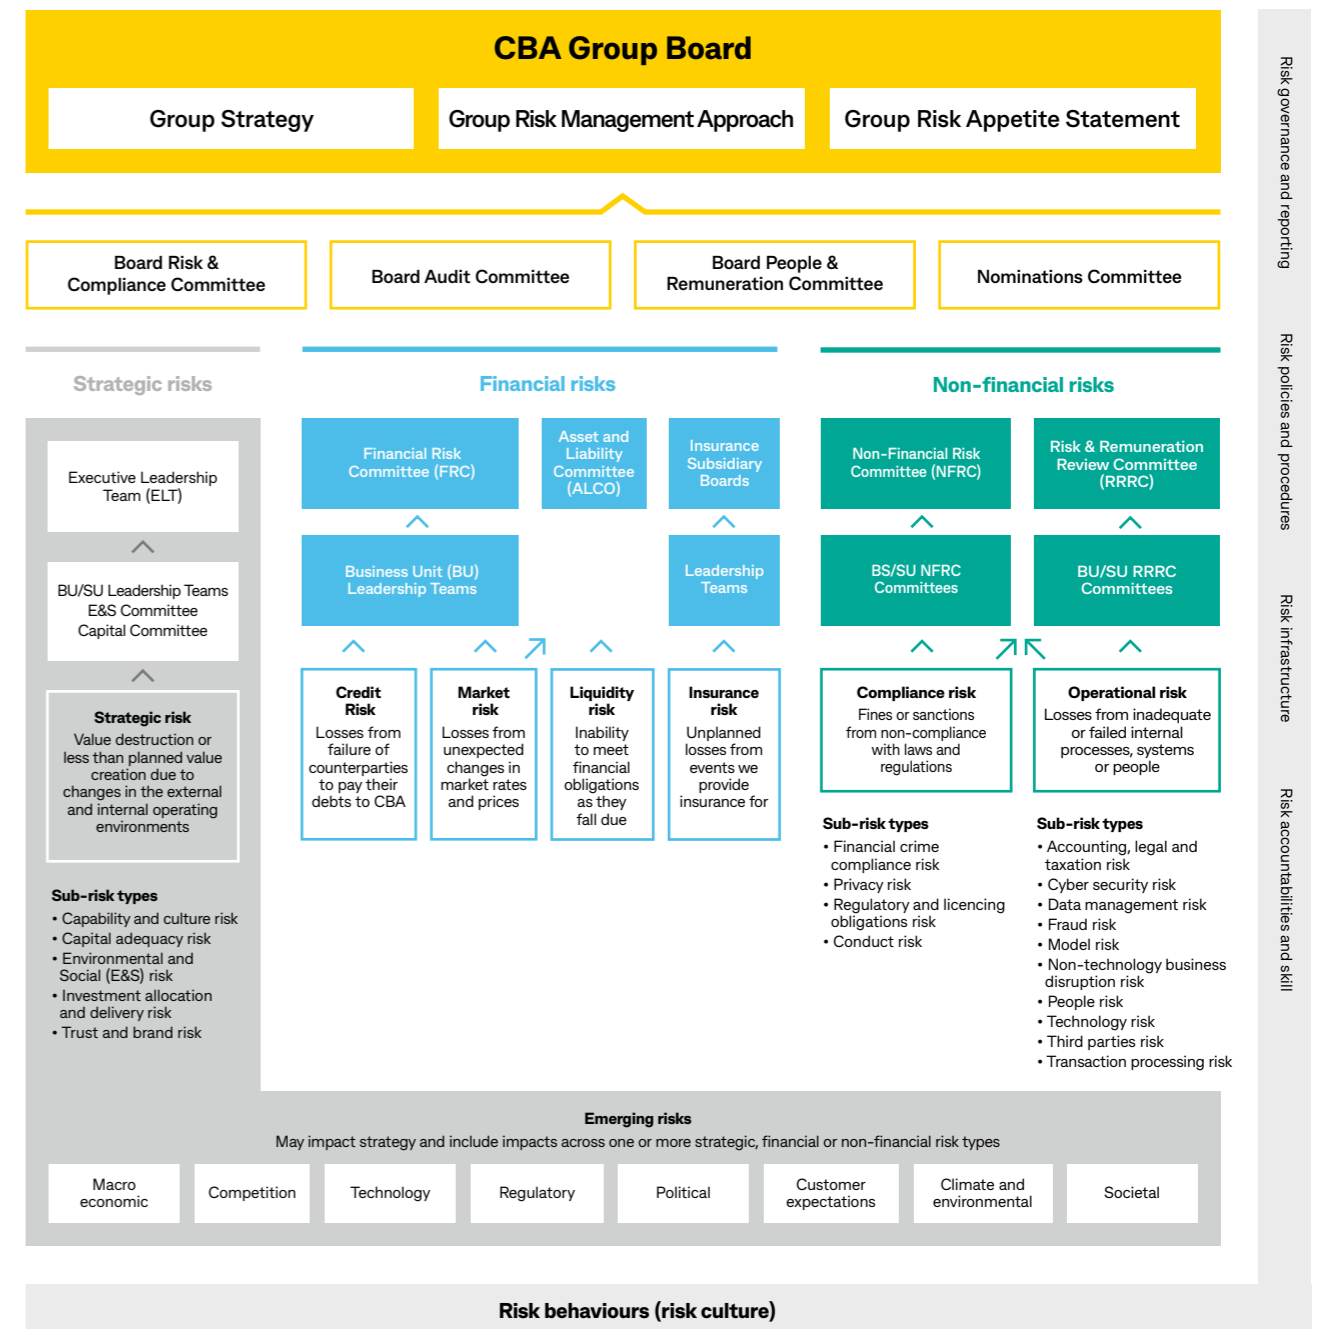 CBA Group Board
Group Strategy
Group Risk Management Approach
Group Risk Appetite Statement
Board Risk &
Compliance Committee
Board Audit Committee
Board People &
Remuneration Committee
Nominations Committee
Strategic risks
Executive Leadership
Team (ELT)
BU/SU Leadership Teams
E&S Committee
Capital Committee
Strategic risk
Value destruction or
less than planned value
creation due to
changes in the external
and internal operating
environments
Sub-risk types
• Capability and culture risk
• Capital adequacy risk
• Environmental and
Social (E&S) risk
• Investment allocation
and delivery risk
• Trust and brand risk
Financial risks
Financial Risk
Committee (FRC)
Asset and
Liability
Committee
(ALCO)
Insurance
Subsidiary
Boards
Business Unit (BU)
Leadership Teams
Leadership
Teams
Credit
Risk
Losses from
failure of
counterparties
to pay their
debts to CBA
Market
risk
Losses from
unexpected
changes in
market rates
and prices
Liquidity
risk
Inability
to meet
financial
obligations
as they
fall due
Insurance
risk
Unplanned
losses from
events we
provide
insurance for
Non-financial risks
Non-Financial Risk
Committee (NFRC)
Risk & Remuneration
Review Committee
(RRRC)
BS/SU NFRC
Committees
BU/SU RRRC
Committees
Compliance risk
Fines or sanctions
from non-compliance
with laws and
regulations
Sub-risk types
• Financial crime
compliance risk
• Privacy risk
• Regulatory and licencing
obligations risk
• Conduct risk
Operational risk
Losses from inadequate
or failed internal
processes, systems
or people
Sub-risk types
• Accounting, legal and
taxation risk
• Cyber security risk
• Data management risk
• Fraud risk
• Model risk
• Non-technology business
disruption risk
• People risk
• Technology risk
• Third parties risk
• Transaction processing risk
Emerging risks
May impact strategy and include impacts across one or more strategic, financial or non-financial risk types
Macro
economic
Competition
Technology
Regulatory
Political
Customer
expectations
Climate and
environmental
Societal
Risk behaviours (risk culture)
Risk governance and reporting
Risk policies and procedures
Risk infrastructure
Risk accountabilities and skill